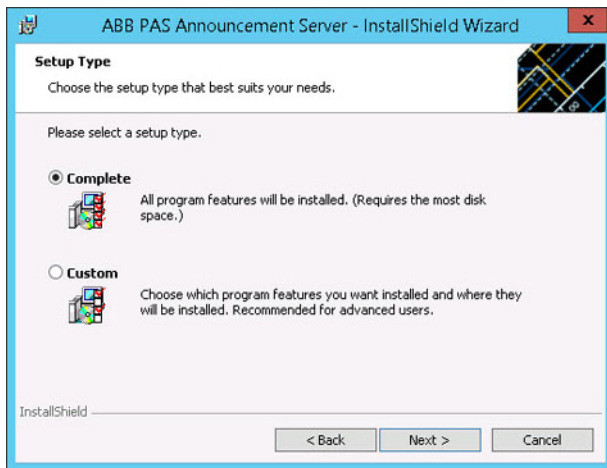 ABB PAS Announcement Server - InstallShield Wizard
x
Setup Type
Choose the setup type that best suits your needs.
Please select a setup type.
Complete
All program features will be installed. (Requires the most disk
space.)
Custom
Choose which program features you want installed and where they
will be installed. Recommended for advanced users.
InstallShield
< Back Next > Cancel